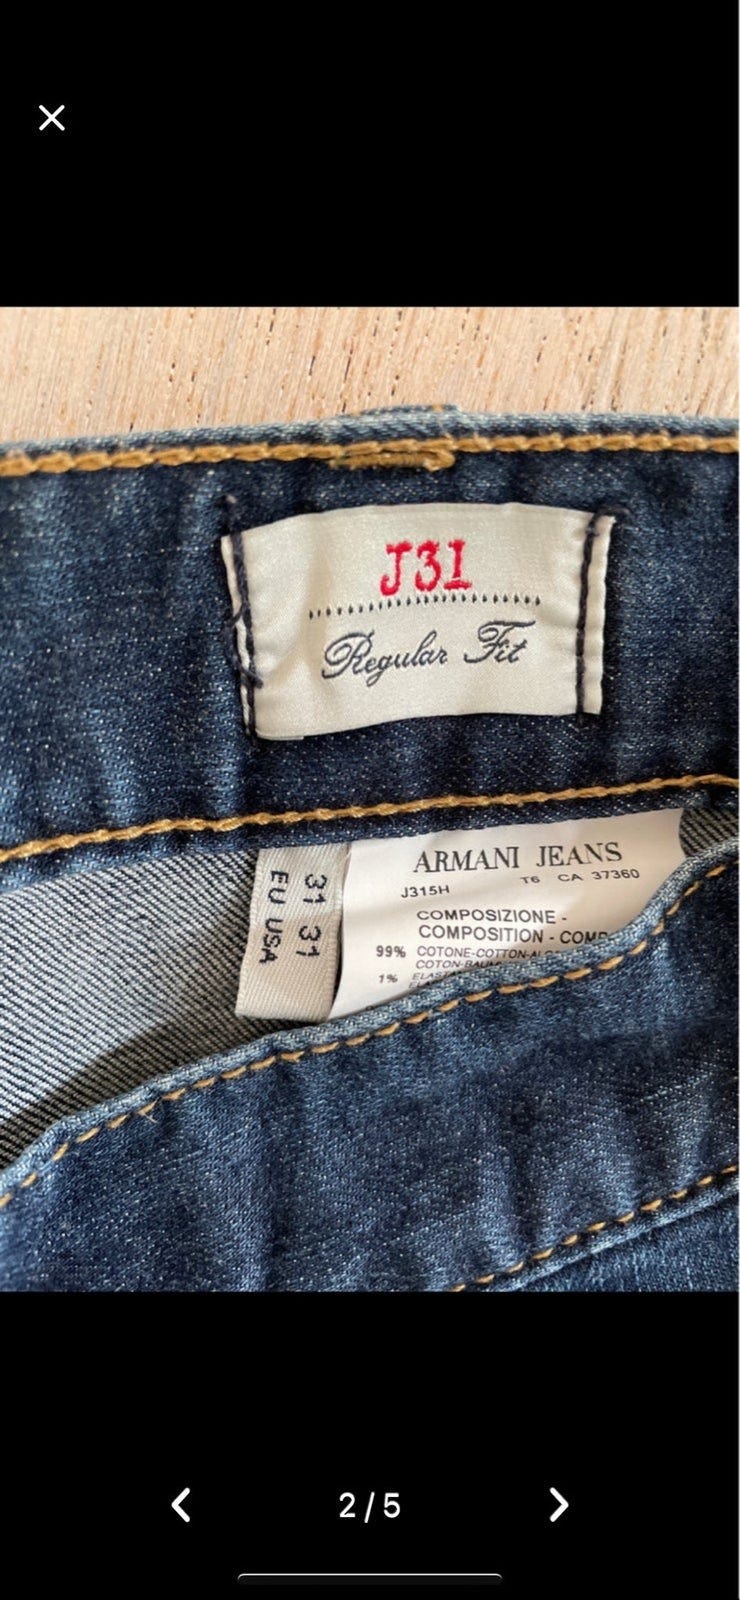 J31
Regular Fit
31 31
EU USA
ARMANI JEANS
J315H T6 CA 37360
COMPOSIZIONE -
COMPOSITION -
99% COTONE-COTTON-
1%
2/5